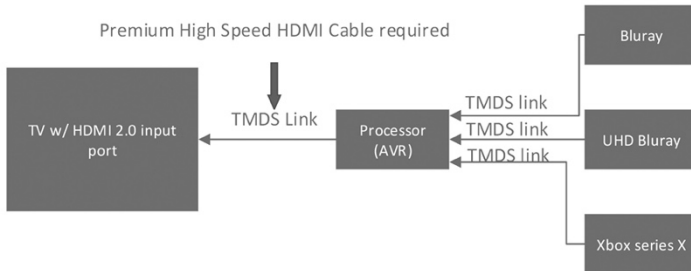 Premium High Speed HDMI Cable required
Bluray
TMDS link
TV w/ HDMI 2.0 input
port
TMDS Link
Processor
(AVR)
TMDS link
UHD Bluray
TMDS link
Xbox series X